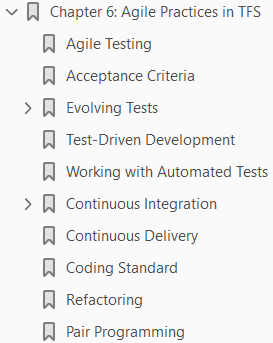 Chapter 6: Agile Practices in TFS
Agile Testing
Acceptance Criteria
Evolving Tests
Test-Driven Development
Working with Automated Tests
Continuous Integration
Continuous Delivery
Coding Standard
Refactoring
Pair Programming